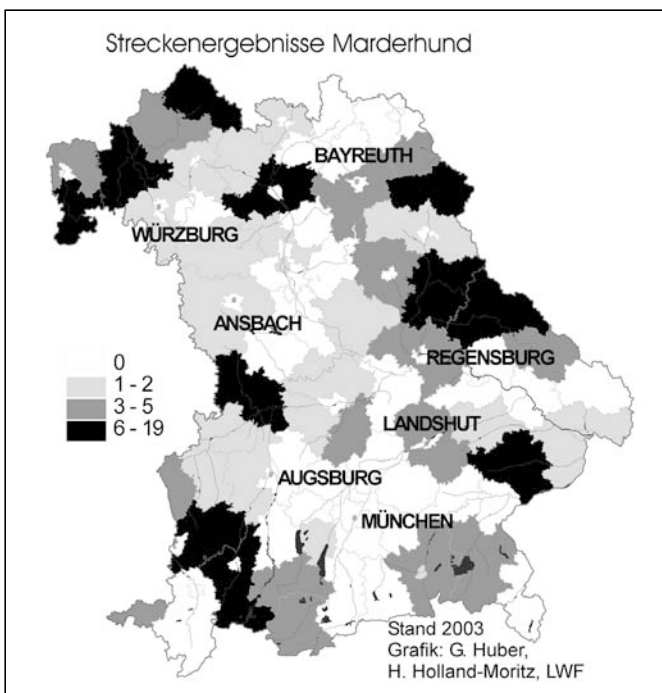 Streckenergebnisse Marderhund
BAYREUTH
WÜRZBURG
ANSBACH
REGENSBURG
0
1 - 2
3 - 5
6 - 19
LANDSHUT
AUGSBURG
MÜNCHEN
Stand 2003
Grafik: G. Huber,
H. Holland-Moritz, LWF